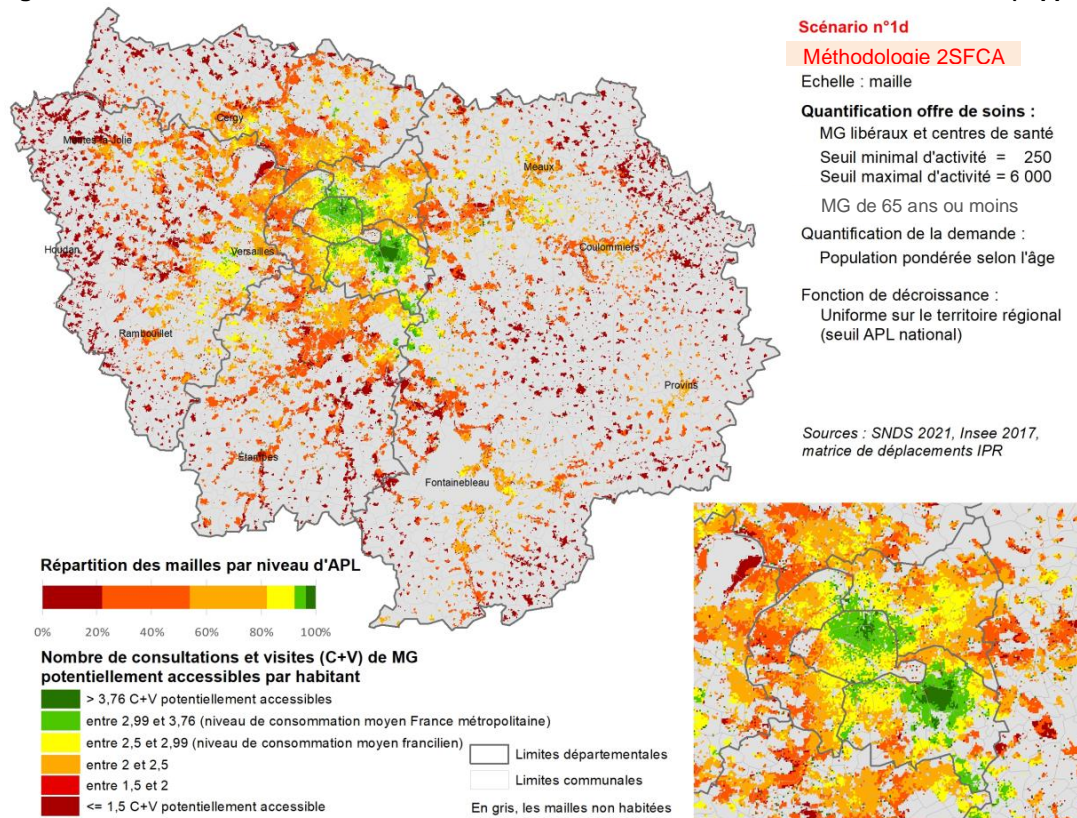 Scénario n°1d
Méthodologie 2SFCA
Echelle : maille
Quantification offre de soins :
MG libéraux et centres de santé
Seuil minimal d'activité = 250
Seuil maximal d'activité = 6 000
MG de 65 ans ou moins
Quantification de la demande :
Population pondérée selon l'âge
Fonction de décroissance :
Uniforme sur le territoire régional
(seuil APL national)
Sources : SNDS 2021, Insee 2017,
matrice de déplacements IPR
Cergy
Mantes-la-Jolie
Meaux
Houdan
Versailles
Coulommiers
Rambouillet
Provins
Étampes
Fontainebleau
Répartition des mailles par niveau d'APL
0% 20% 40% 60% 80% 100%
Nombre de consultations et visites (C+V) de MG
potentiellement accessibles par habitant
> 3,76 C+V potentiellement accessibles
entre 2,99 et 3,76 (niveau de consommation moyen France métropolitaine)
entre 2,5 et 2,99 (niveau de consommation moyen francilien)
entre 2 et 2,5
entre 1,5 et 2
<= 1,5 C+V potentiellement accessible
Limites départementales
Limites communales
En gris, les mailles non habitées